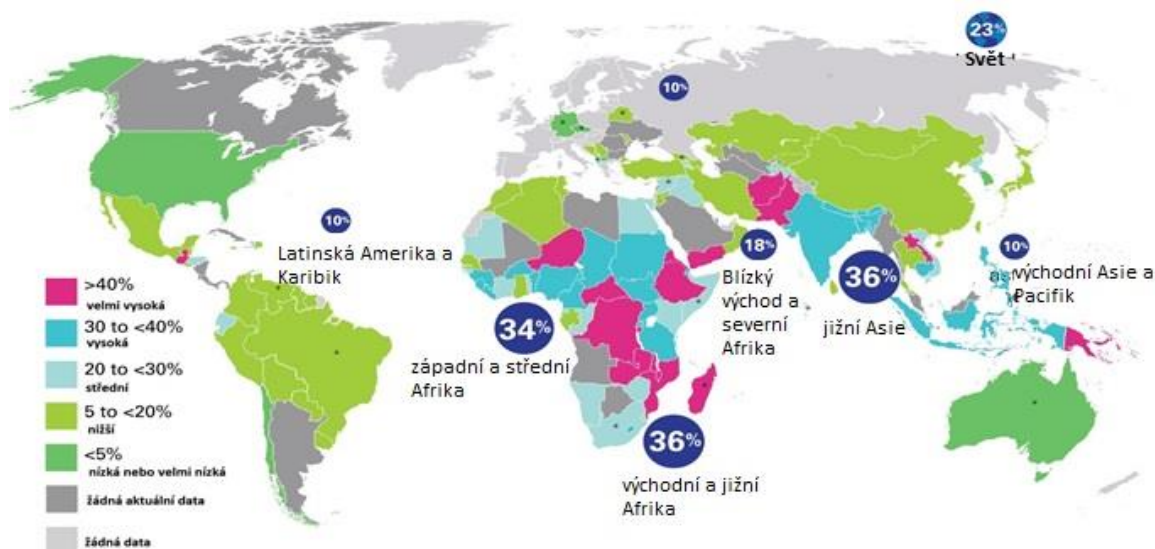 23%
Svět
10%
10%
Latinská Amerika a
Karibik
18%
Blízký
východ a
severní
Afrika
36%
jižní Asie
10%
východní Asie a
Pacifik
34%
západní a střední
Afrika
36%
východní a jižní
Afrika
>40%
velmi vysoká
30 to <40%
vysoká
20 to <30%
střední
5 to <20%
nižší
<5%
nízká nebo velmi nízká
žádná aktuální data
žádná data